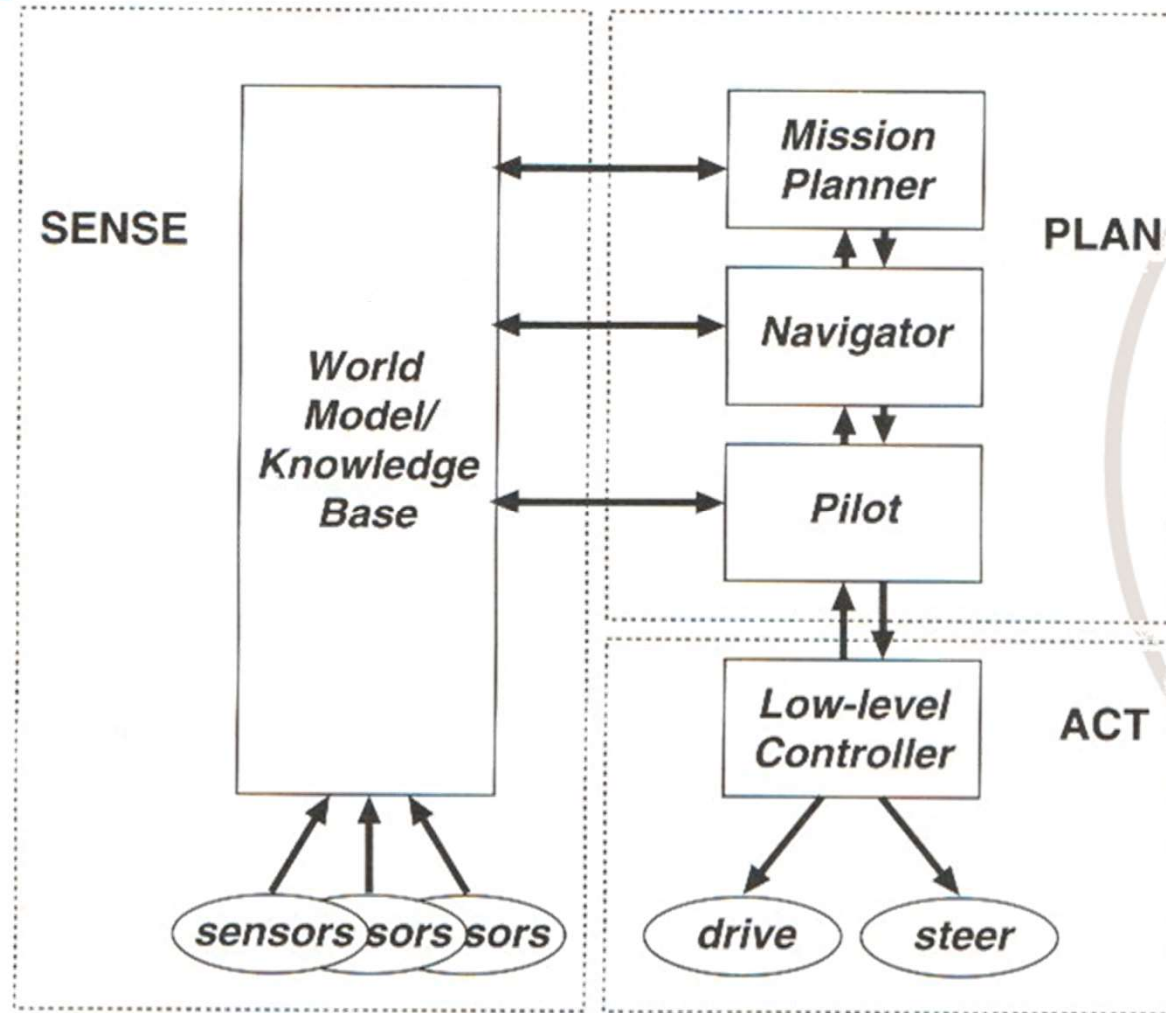 SENSE
World
Model/
Knowledge
Base
sensors
sors
sors
PLAN
Mission
Planner
Navigator
Pilot
ACT
Low-level
Controller
drive
steer